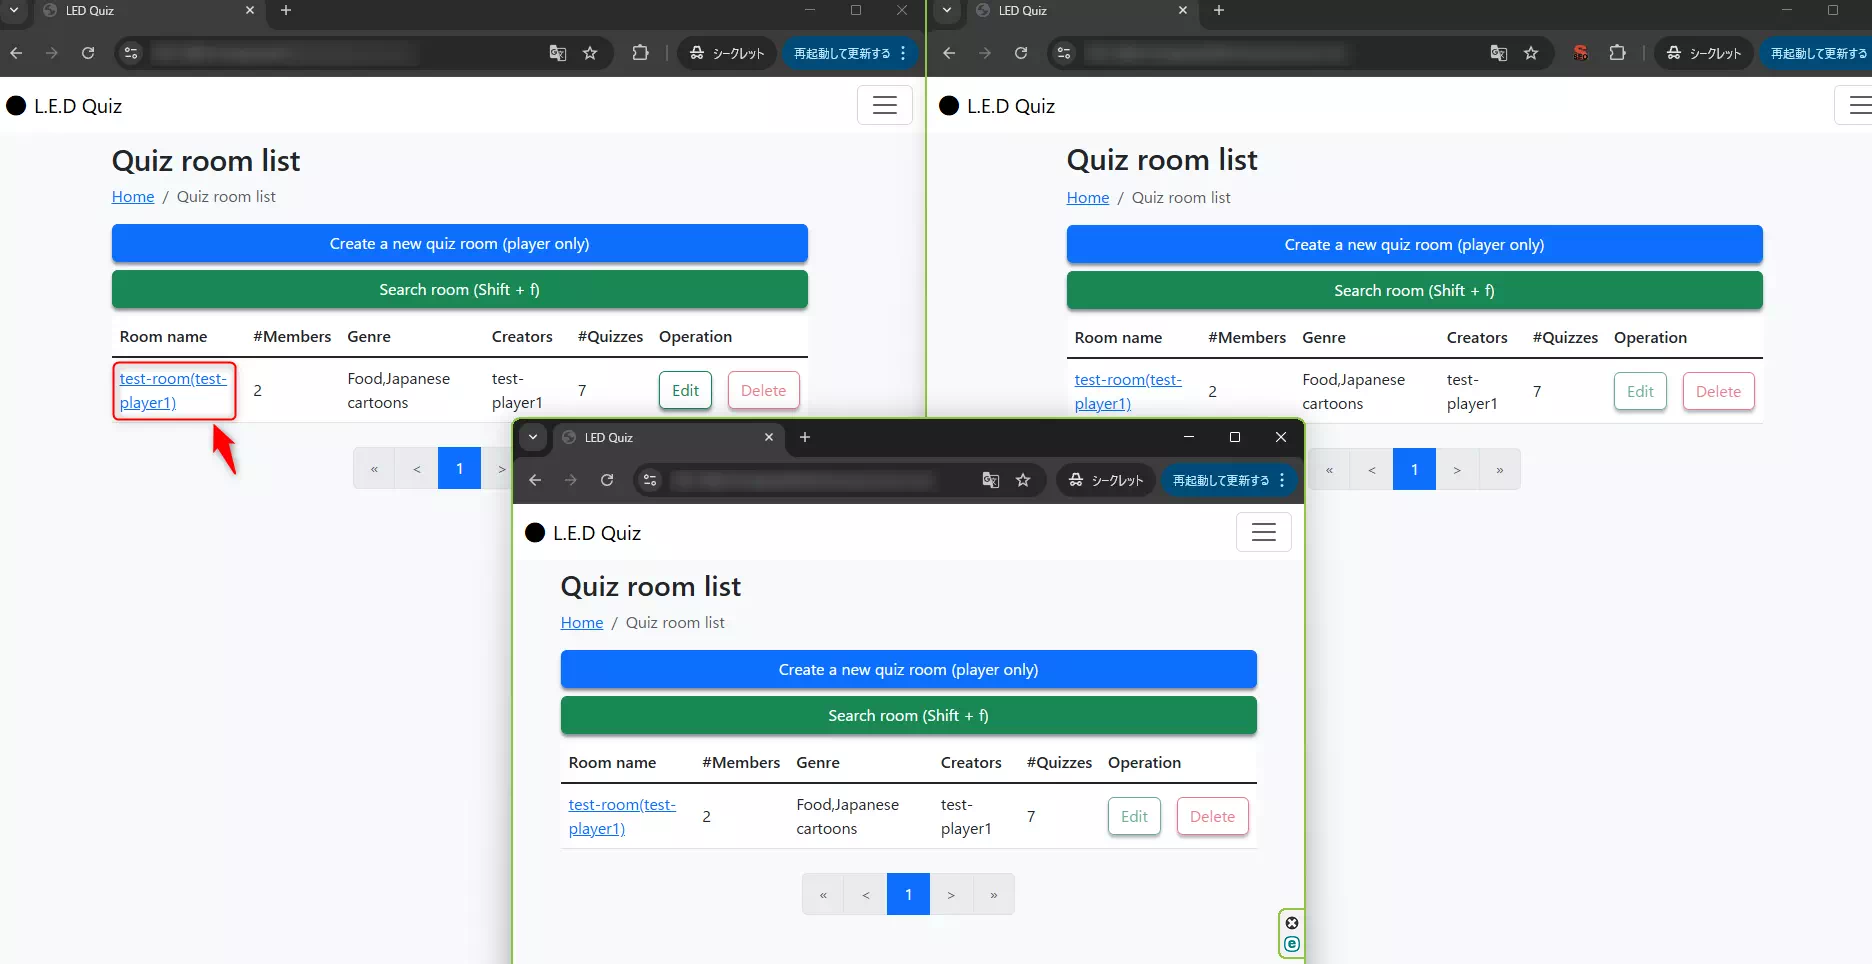 LED Quiz
シークレット
再起動して更新する
L.E.D Quiz
Quiz room list
Home / Quiz room list
Create a new quiz room (player only)
Search room (Shift + f)
Room name #Members Genre Creators #Quizzes Operation
test-room(test-
player1)
2
Food,Japanese
cartoons
test-
player1
7
Edit
Delete
« < 1 >
LED Quiz
シークレット
再起動して更新する
L.E.D Quiz
Quiz room list
Home / Quiz room list
Create a new quiz room (player only)
Search room (Shift + f)
Room name #Members Genre Creators #Quizzes Operation
test-room(test-
player1)
2
Food,Japanese
cartoons
test-
player1
7
Edit
Delete
« < 1 > »
LED Quiz
シークレット
再起動して更新する
L.E.D Quiz
Quiz room list
Home / Quiz room list
Create a new quiz room (player only)
Search room (Shift + f)
Room name #Members Genre Creators #Quizzes Operation
test-room(test-
player1)
2
Food,Japanese
cartoons
test-
player1
7
Edit
Delete
« < 1 > »